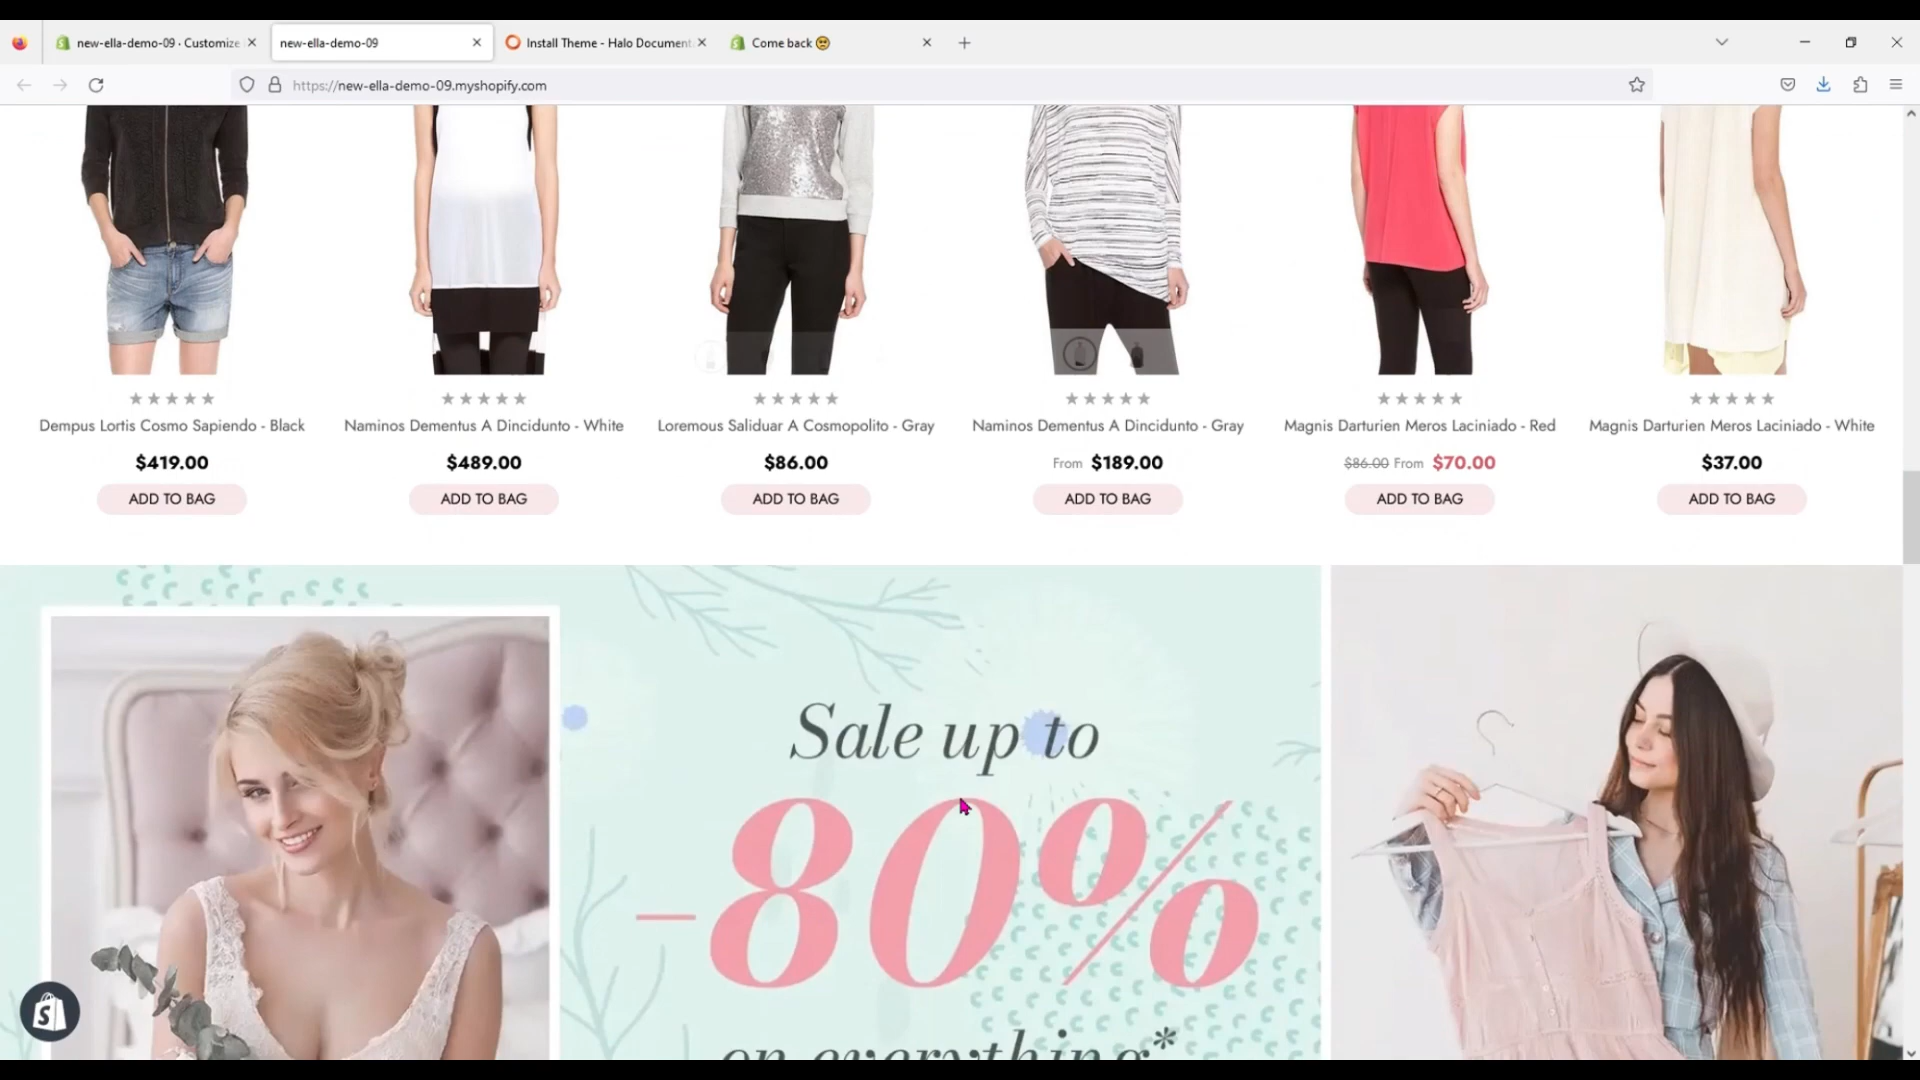 new-ella-demo-09 · Customize
new-ella-demo-09
Install Theme - Halo Document
Come back
https://new-ella-demo-09.myshopify.com
Dempus Lortis Cosmo Sapiendo - Black
Naminos Dementus A Dincidunto - White
Loremous Saliduar A Cosmopolito - Gray
Naminos Dementus A Dincidunto - Gray
Magnis Darturien Meros Laciniado - Red
Magnis Darturien Meros Laciniado - White
$419.00
$489.00
$86.00
From $189.00
$86.00 From $70.00
$37.00
ADD TO BAG
ADD TO BAG
ADD TO BAG
ADD TO BAG
ADD TO BAG
ADD TO BAG
Sale up to
-80%
on everything*